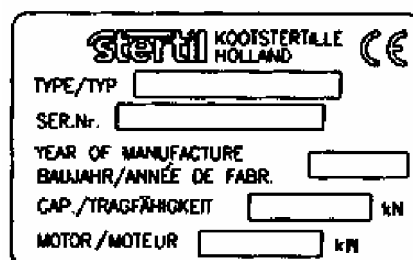 stertil KOOTSTERTILLE
HOLLAND CE
TYPE/TYP
SER.Nr.
YEAR OF MANUFACTURE
BAUJAHR/ANNÉE DE FABR.
CAP./TRAGFÄHIGKEIT kN
MOTOR/MOTEUR kW